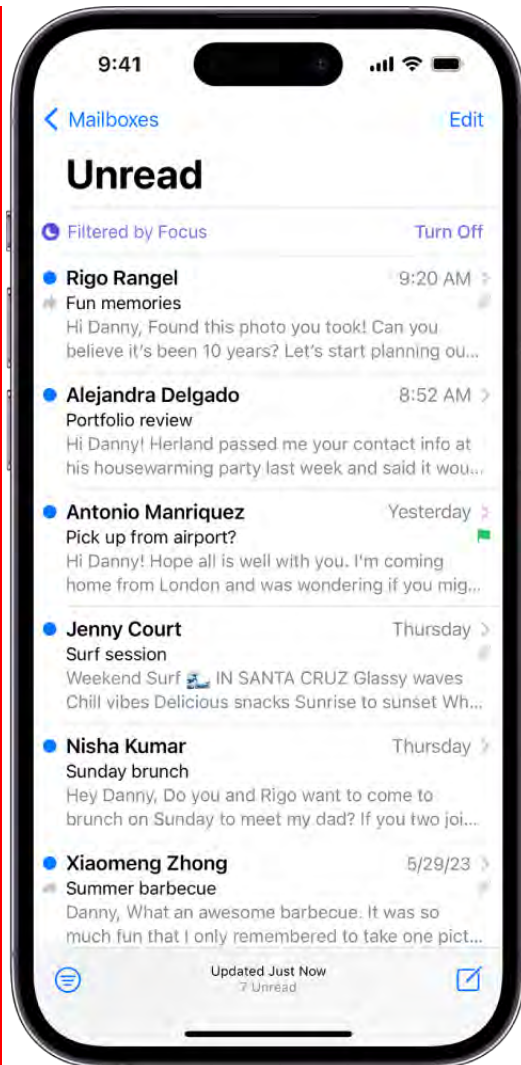 9:41
Mailboxes
Edit
Unread
Filtered by Focus
Turn Off
Rigo Rangel
9:20 AM
Fun memories
Hi Danny, Found this photo you took! Can you
believe it's been 10 years? Let's start planning ou...
Alejandra Delgado
8:52 AM
Portfolio review
Hi Danny! Herland passed me your contact info at
his housewarming party last week and said it wou...
Antonio Manriquez
Yesterday
Pick up from airport?
Hi Danny! Hope all is well with you. I'm coming
home from London and was wondering if you mig...
Jenny Court
Thursday
Surf session
Weekend Surf 🏄 IN SANTA CRUZ Glassy waves
Chill vibes Delicious snacks Sunrise to sunset Wh...
Nisha Kumar
Thursday
Sunday brunch
Hey Danny, Do you and Rigo want to come to
brunch on Sunday to meet my dad? If you two joi...
Xiaomeng Zhong
5/29/23
Summer barbecue
Danny, What an awesome barbecue. It was so
much fun that I only remembered to take one pict...
Updated Just Now
7 Unread